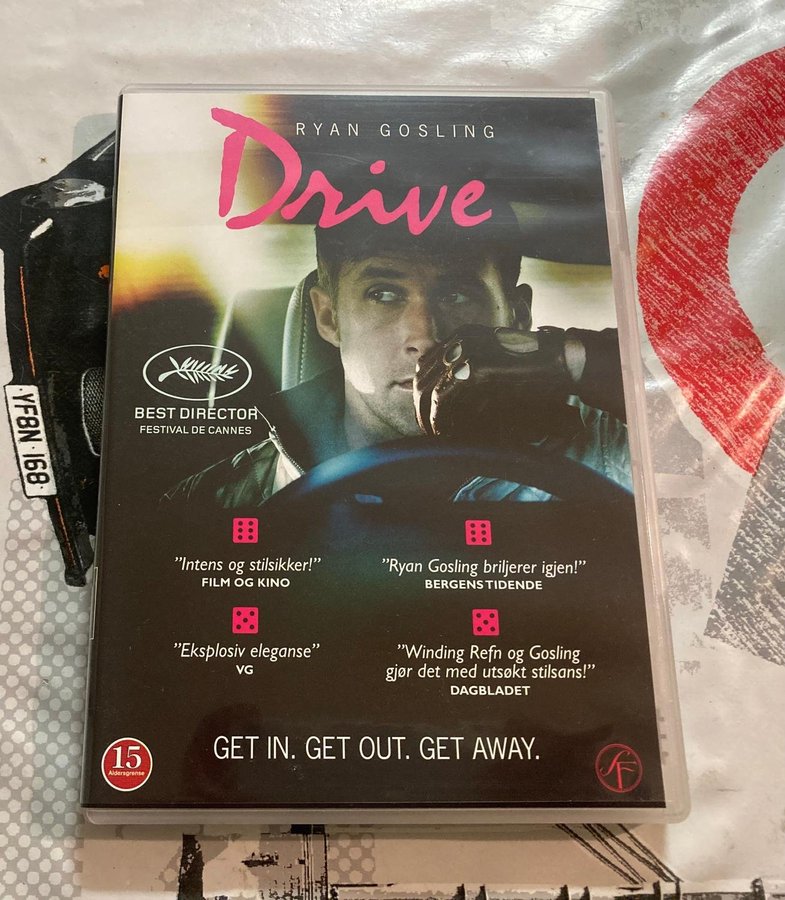 RYAN GOSLING
Drive
BEST DIRECTOR
FESTIVAL DE CANNES
YF8N·168
"Intens og stilsikker!"
FILM OG KINO
"Ryan Gosling briljerer igjen!"
BERGENS TIDENDE
"Eksplosiv eleganse"
VG
"Winding Refn og Gosling
gjør det med utsøkt stilsans!"
DAGBLADET
GET IN. GET OUT. GET AWAY.
15
Aldersgrense
SF